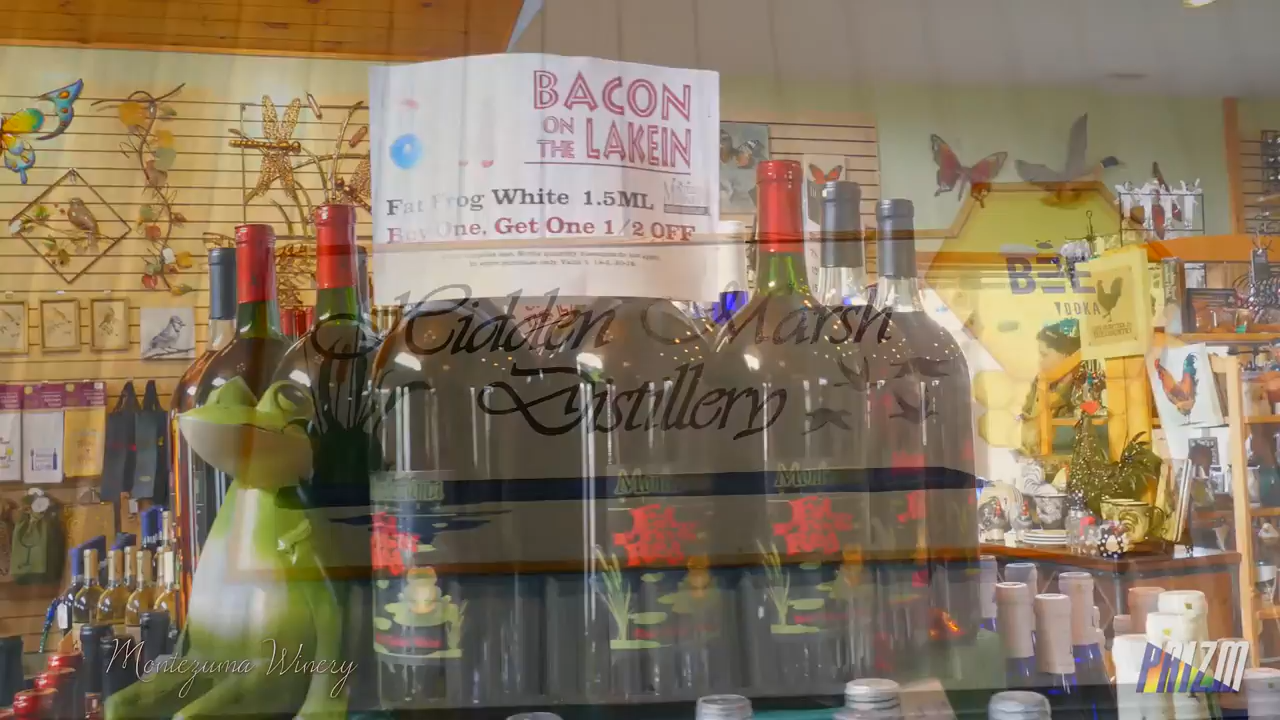 BACON
ON
THE LAKEIN
Fat Frog White 1.5ML
Buy One, Get One 1/2 OFF
Hidden Marsh
Distillery
BEE
VODKA
Montezuma Winery
PRIZM